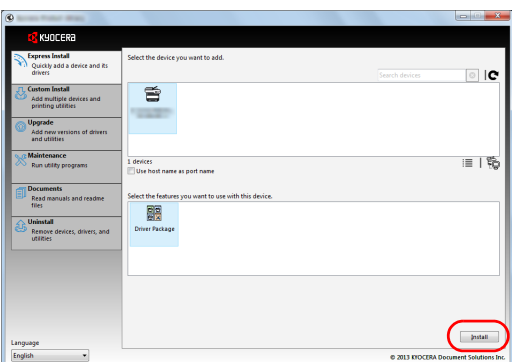 KYOCERA
Express Install
Quickly add a device and its
drivers
Custom Install
Add multiple devices and
printing utilities
Upgrade
Add new versions of drivers
and utilities
Maintenance
Run utility programs
Documents
Read manuals and readme
files
Uninstall
Remove devices, drivers, and
utilities
Language
English
Select the device you want to add.
Search devices
1 devices
Use host name as port name
Select the features you want to use with this device.
Driver Package
Install
© 2013 KYOCERA Document Solutions Inc.